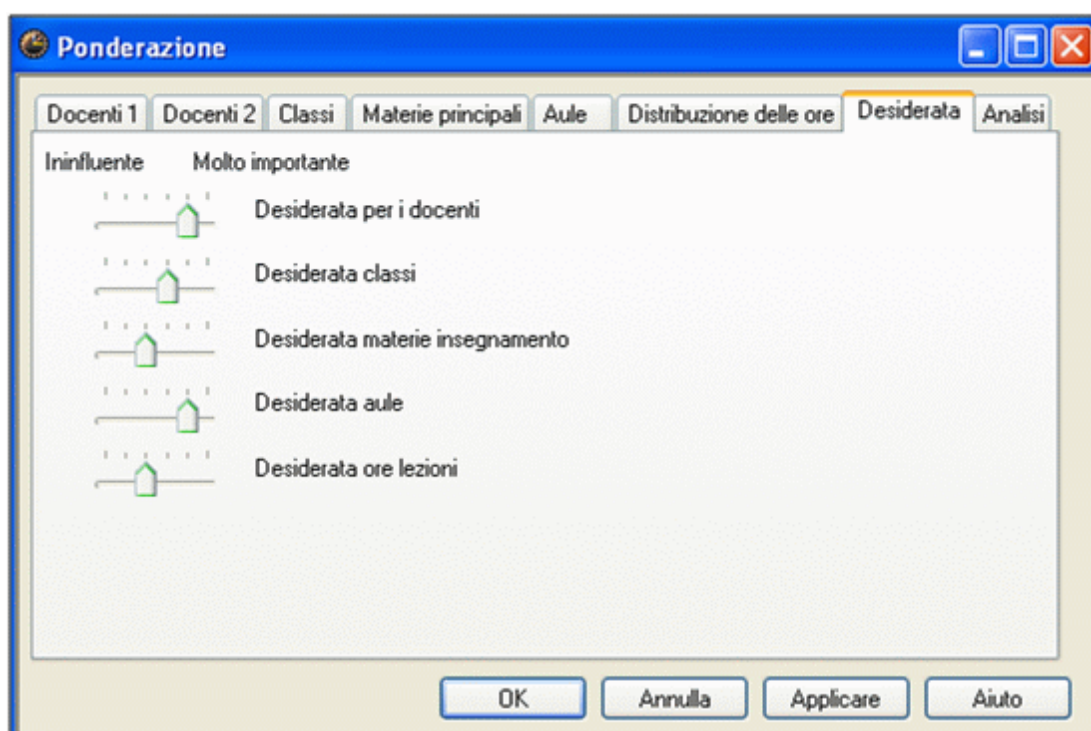 Ponderazione
Docenti 1 Docenti 2 Classi Materie principali Aule Distribuzione delle ore Desiderata Analisi
Ininfluente Molto importante
Desiderata per i docenti
Desiderata classi
Desiderata materie insegnamento
Desiderata aule
Desiderata ore lezioni
OK Annulla Applicare Aiuto